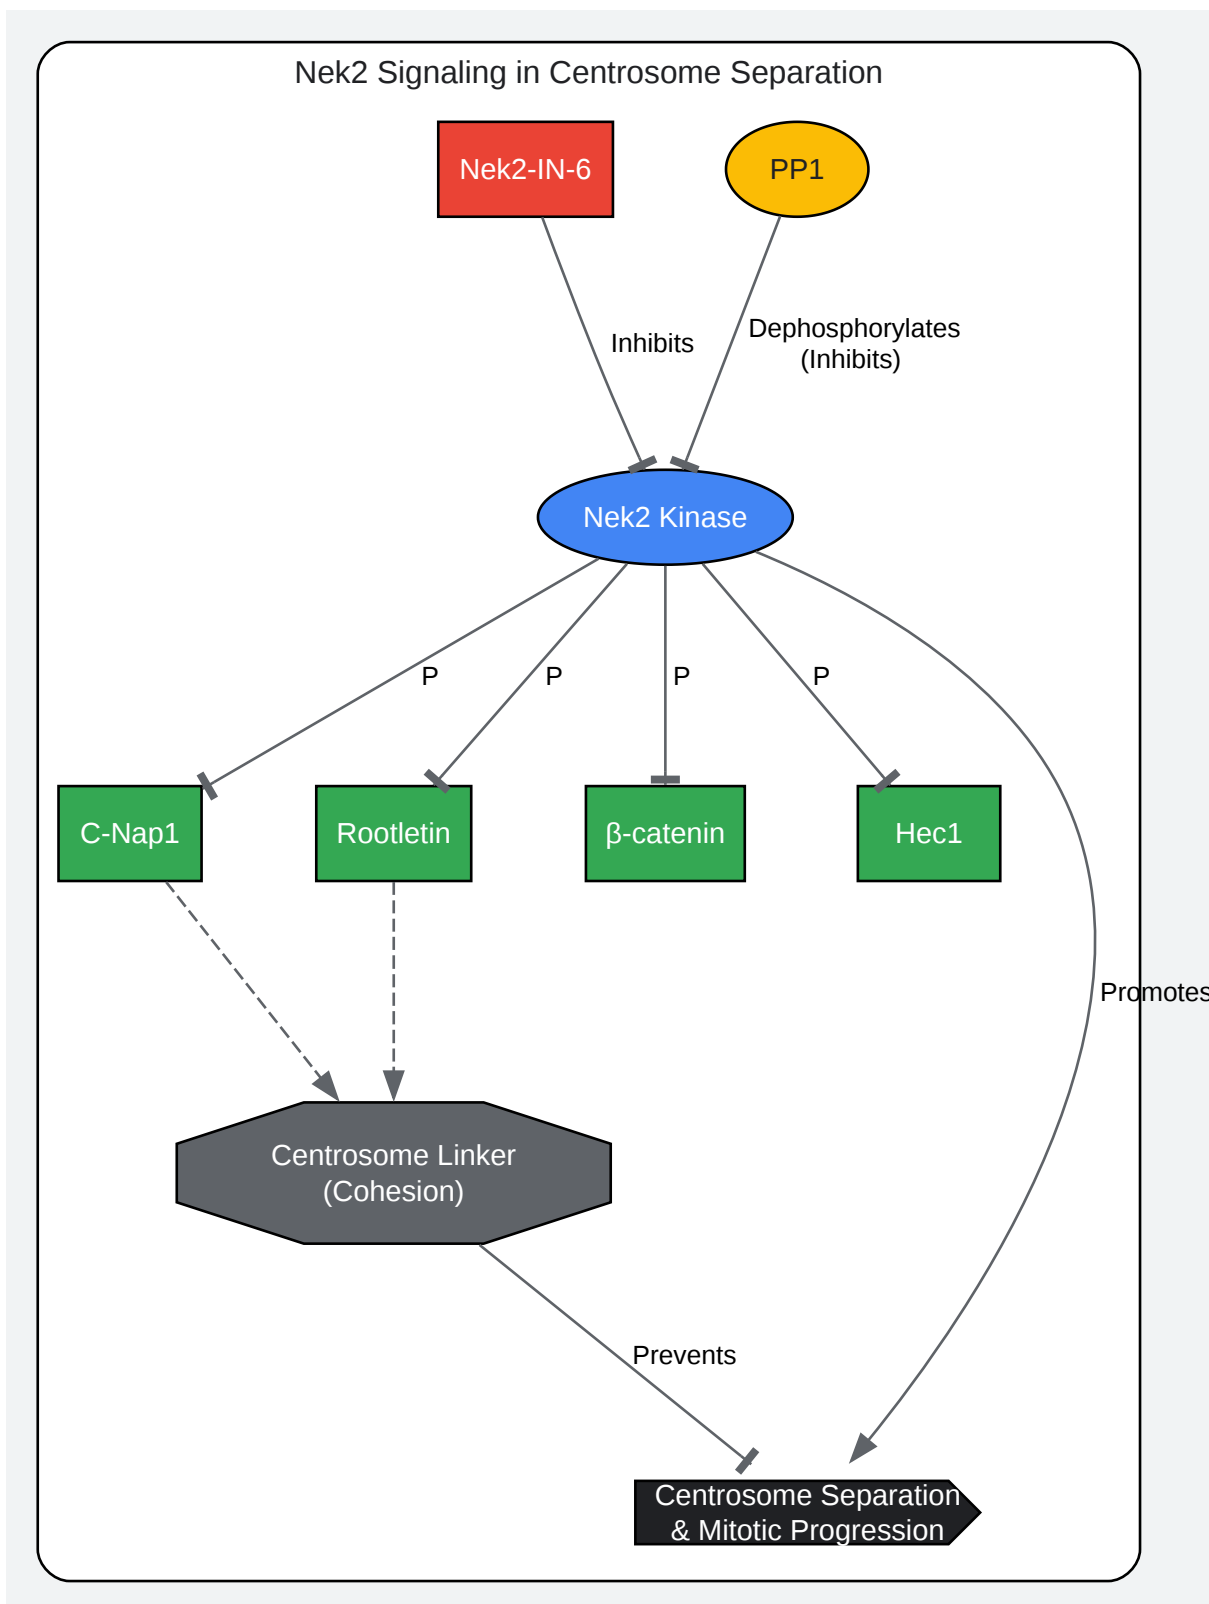 Nek2 Signaling in Centrosome Separation
Nek2-IN-6
PP1
Inhibits
Dephosphorylates
(Inhibits)
Nek2 Kinase
P
P
P
P
C-Nap1
Rootletin
β-catenin
Hec1
Promotes
Centrosome Linker
(Cohesion)
Prevents
Centrosome Separation
& Mitotic Progression